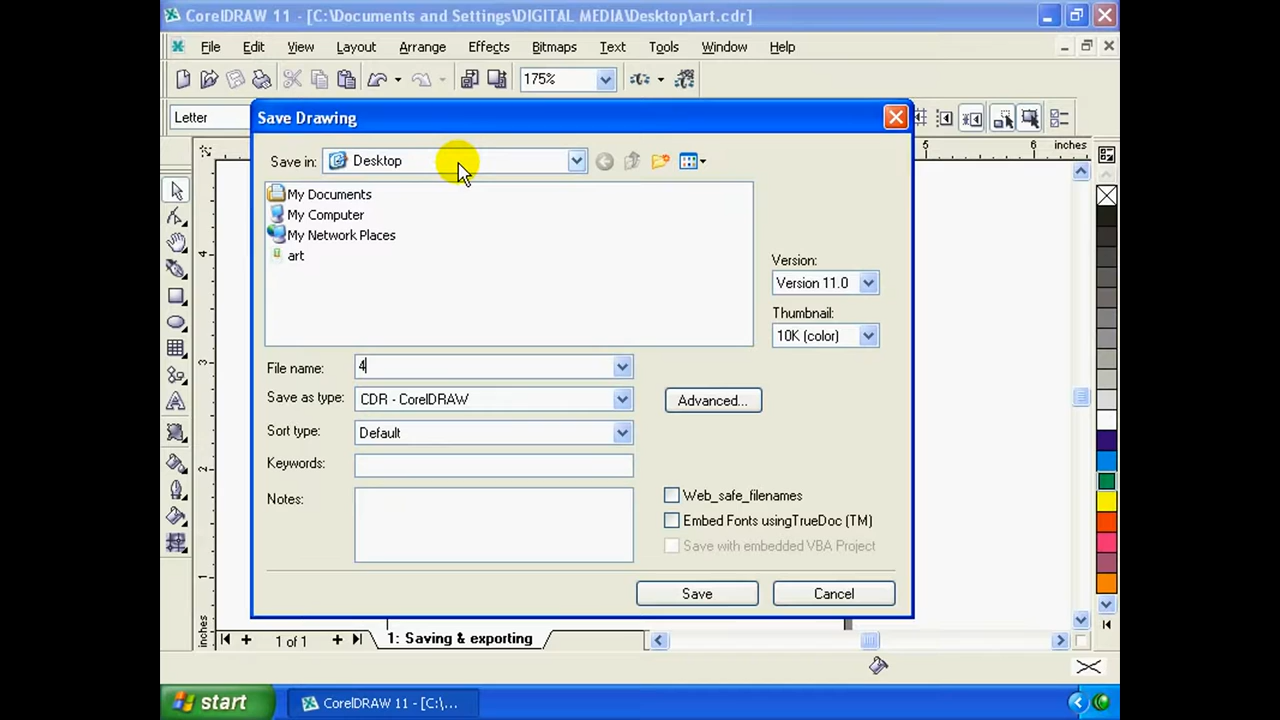 CorelDRAW 11 - [C:\Documents and Settings\DIGITAL MEDIA\Desktop\art.cdr]
File Edit View Layout Arrange Effects Bitmaps Text Tools Window Help
175%
Letter
Save Drawing
Save in: Desktop
5 6 inches
My Documents
My Computer
My Network Places
art
4
Version:
Version 11.0
Thumbnail:
10K (color)
3
File name: 4
Save as type: CDR - CorelDRAW
Advanced...
Sort type: Default
Keywords:
2
Notes:
Web_safe_filenames
Embed Fonts usingTrueDoc (TM)
Save with embedded VBA Project
1
Save Cancel
inches
1 of 1
1: Saving & exporting
start
CorelDRAW 11 - [C:\...